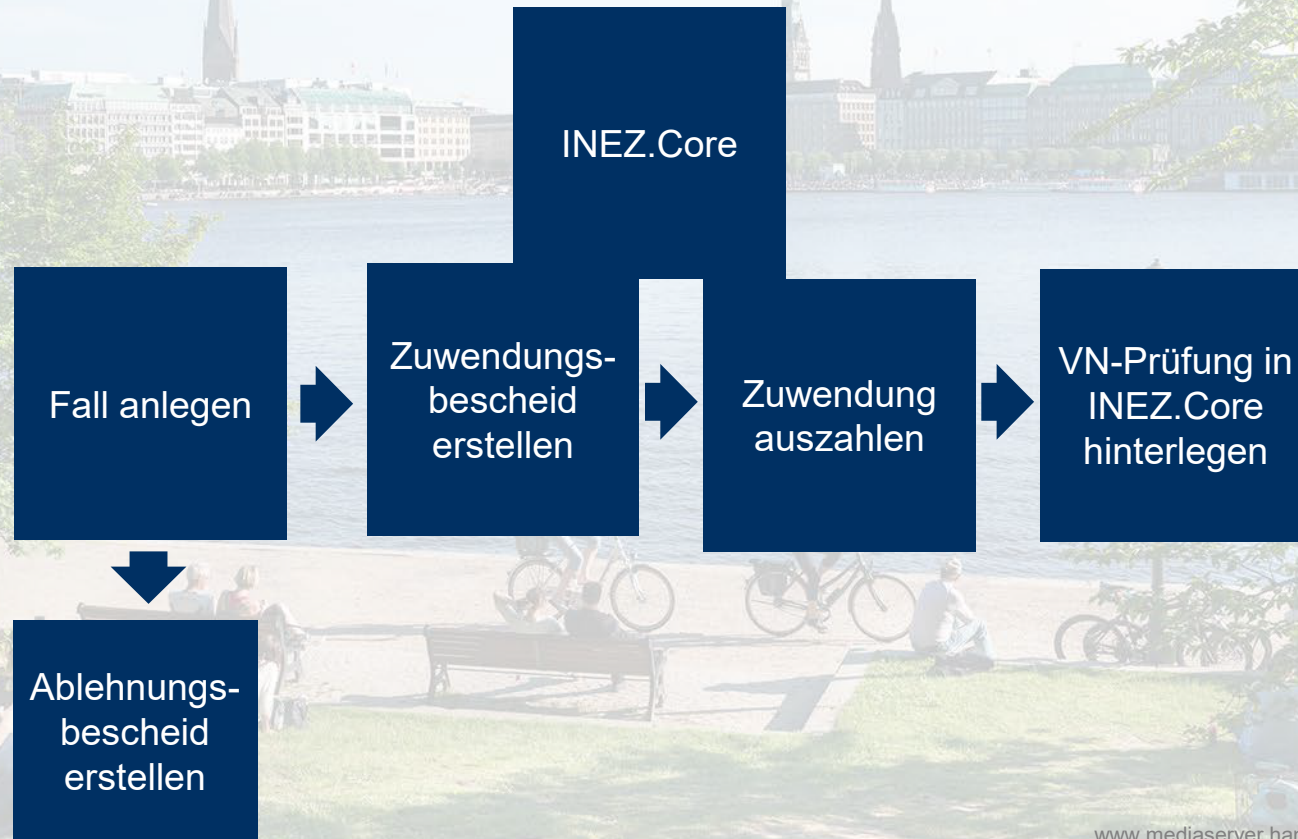 INEZ.Core
Fall anlegen
Zuwendungs-
bescheid
erstellen
Zuwendung
auszahlen
VN-Prüfung in
INEZ.Core
hinterlegen
Ablehnungs-
bescheid
erstellen